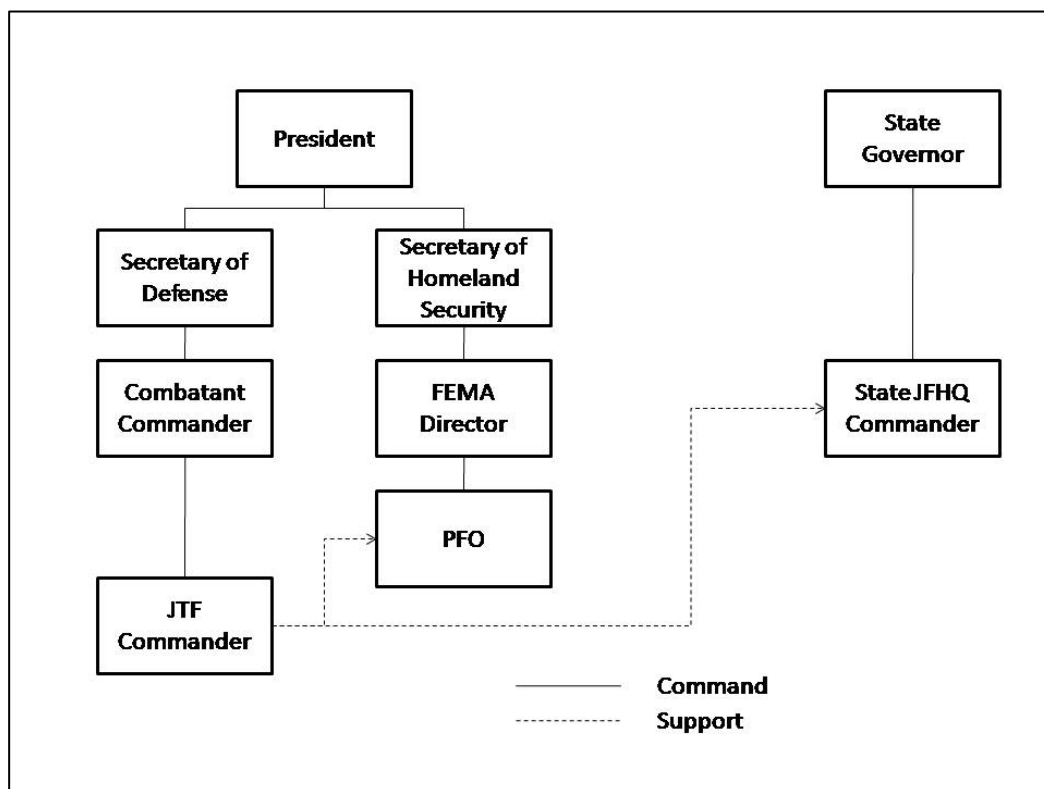 President
State
Governor
Secretary of
Defense
Secretary of
Homeland
Security
Combatant
Commander
FEMA
Director
State JFHQ
Commander
PFO
JTF
Commander
Command
Support